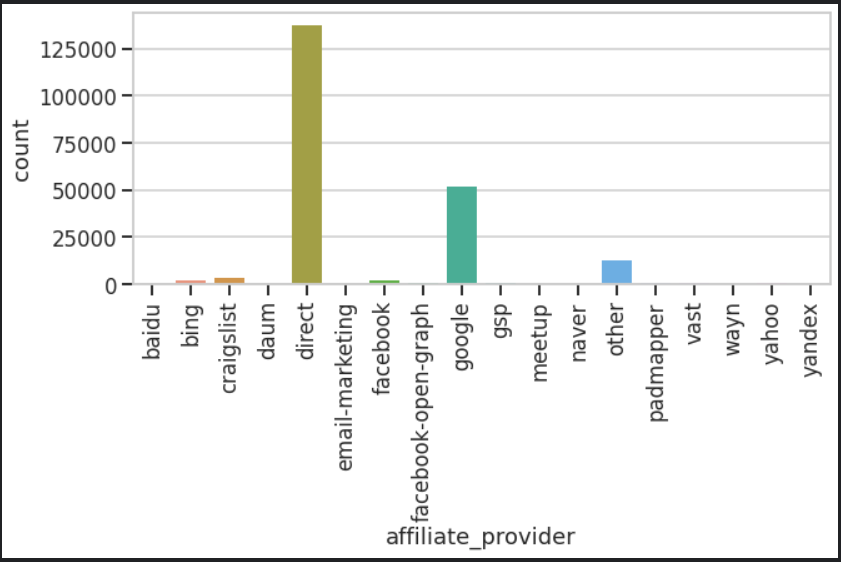 125000
100000
75000
50000
25000
0
count
baidu
bing
craigslist
daum
direct
email-marketing
facebook
facebook-open-graph
google
gsp
meetup
naver
other
padmapper
vast
wayn
yahoo
yandex
affiliate_provider